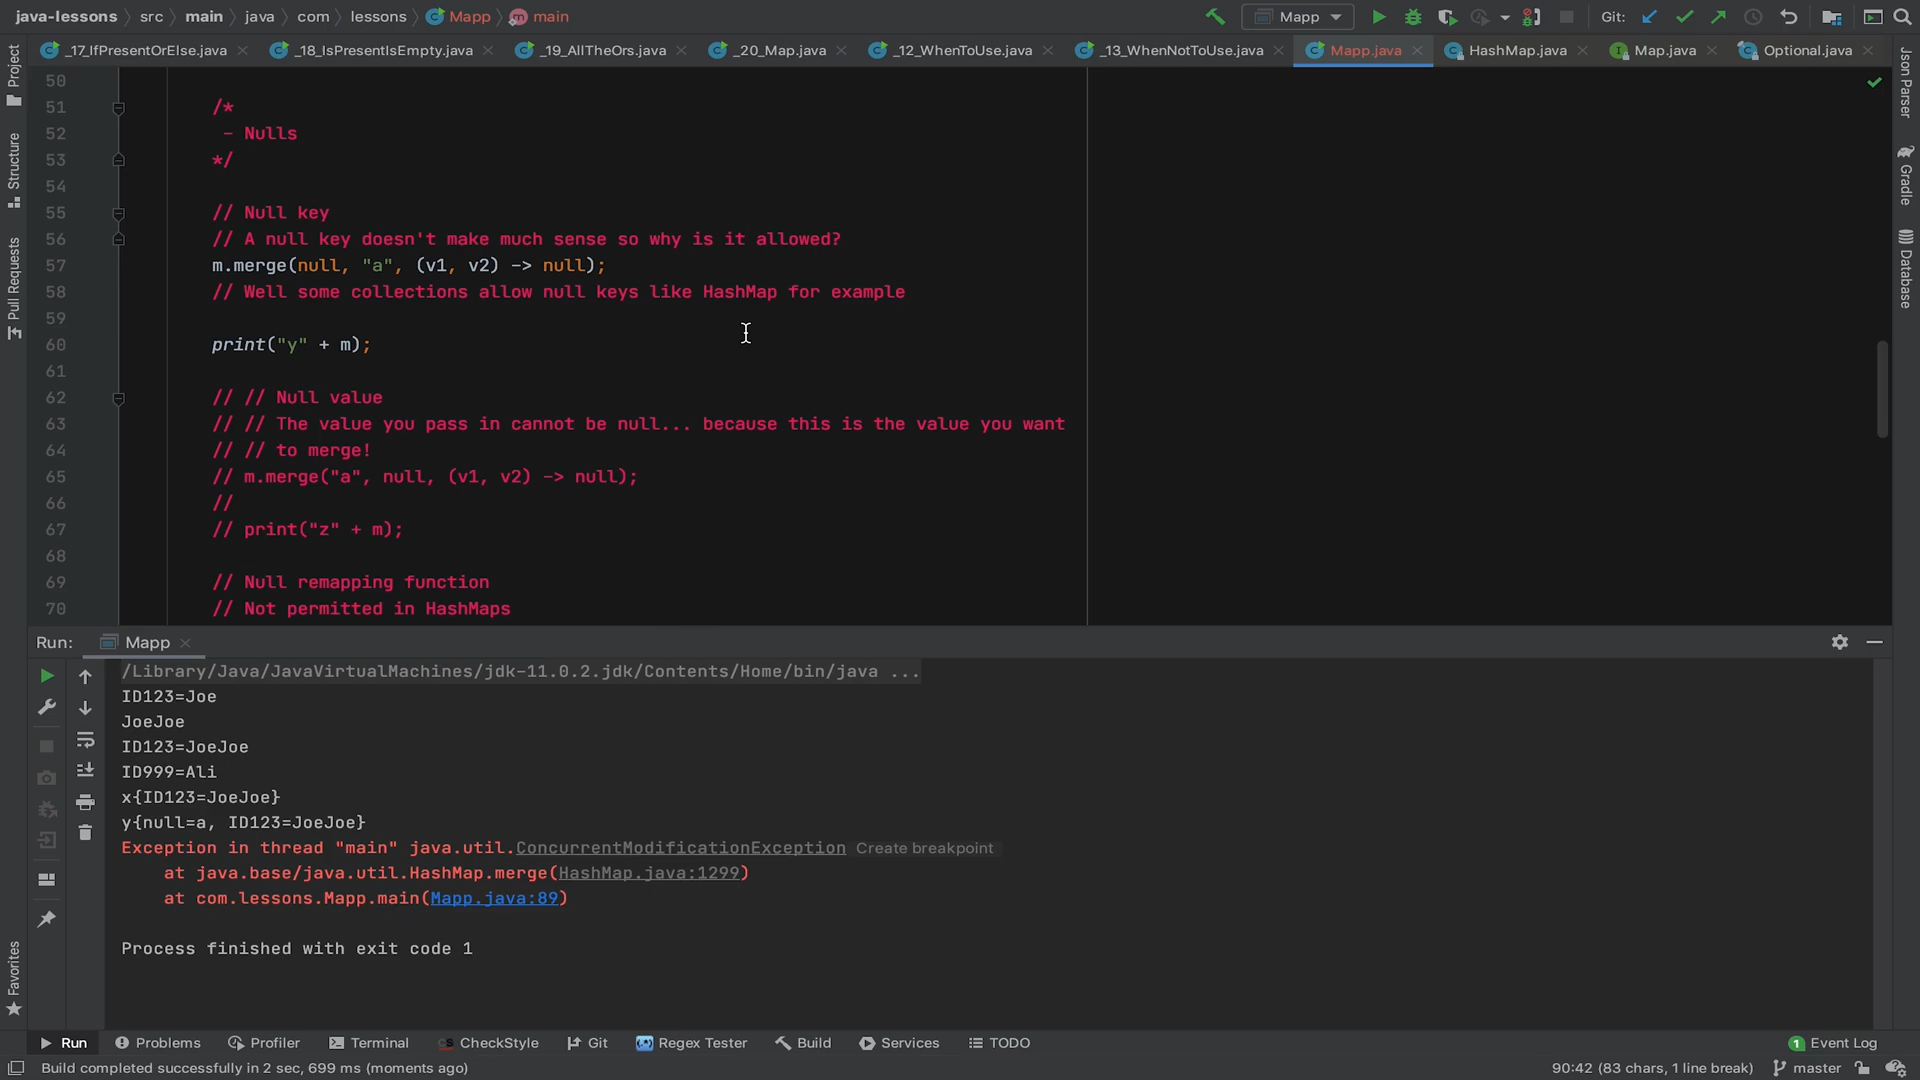 java-lessons src main java com lessons Mapp main Mapp Git:
_17_IfPresentOrElse.java _18_IsPresentIsEmpty.java _19_AllTheOrs.java _20_Map.java _12_WhenToUse.java _13_WhenNotToUse.java Mapp.java HashMap.java Map.java Optional.java
Project
Structure
Pull Requests
Favorites
Json Parser
Gradle
Database
50
51 /*
52 - Nulls
53 */
54
55 // Null key
56 // A null key doesn't make much sense so why is it allowed?
57 m.merge(null, "a", (v1, v2) -> null);
58 // Well some collections allow null keys like HashMap for example
59
60 print("y" + m);
61
62 // // Null value
63 // // The value you pass in cannot be null... because this is the value you want
64 // // to merge!
65 // m.merge("a", null, (v1, v2) -> null);
66 //
67 // print("z" + m);
68
69 // Null remapping function
70 // Not permitted in HashMaps
Run: Mapp
/Library/Java/JavaVirtualMachines/jdk-11.0.2.jdk/Contents/Home/bin/java ...
ID123=Joe
JoeJoe
ID123=JoeJoe
ID999=Ali
x{ID123=JoeJoe}
y{null=a, ID123=JoeJoe}
Exception in thread "main" java.util.ConcurrentModificationException Create breakpoint
at java.base/java.util.HashMap.merge(HashMap.java:1299)
at com.lessons.Mapp.main(Mapp.java:89)
Process finished with exit code 1
Run Problems Profiler Terminal CheckStyle Git Regex Tester Build Services TODO 1 Event Log
Build completed successfully in 2 sec, 699 ms (moments ago) 90:42 (83 chars, 1 line break) master